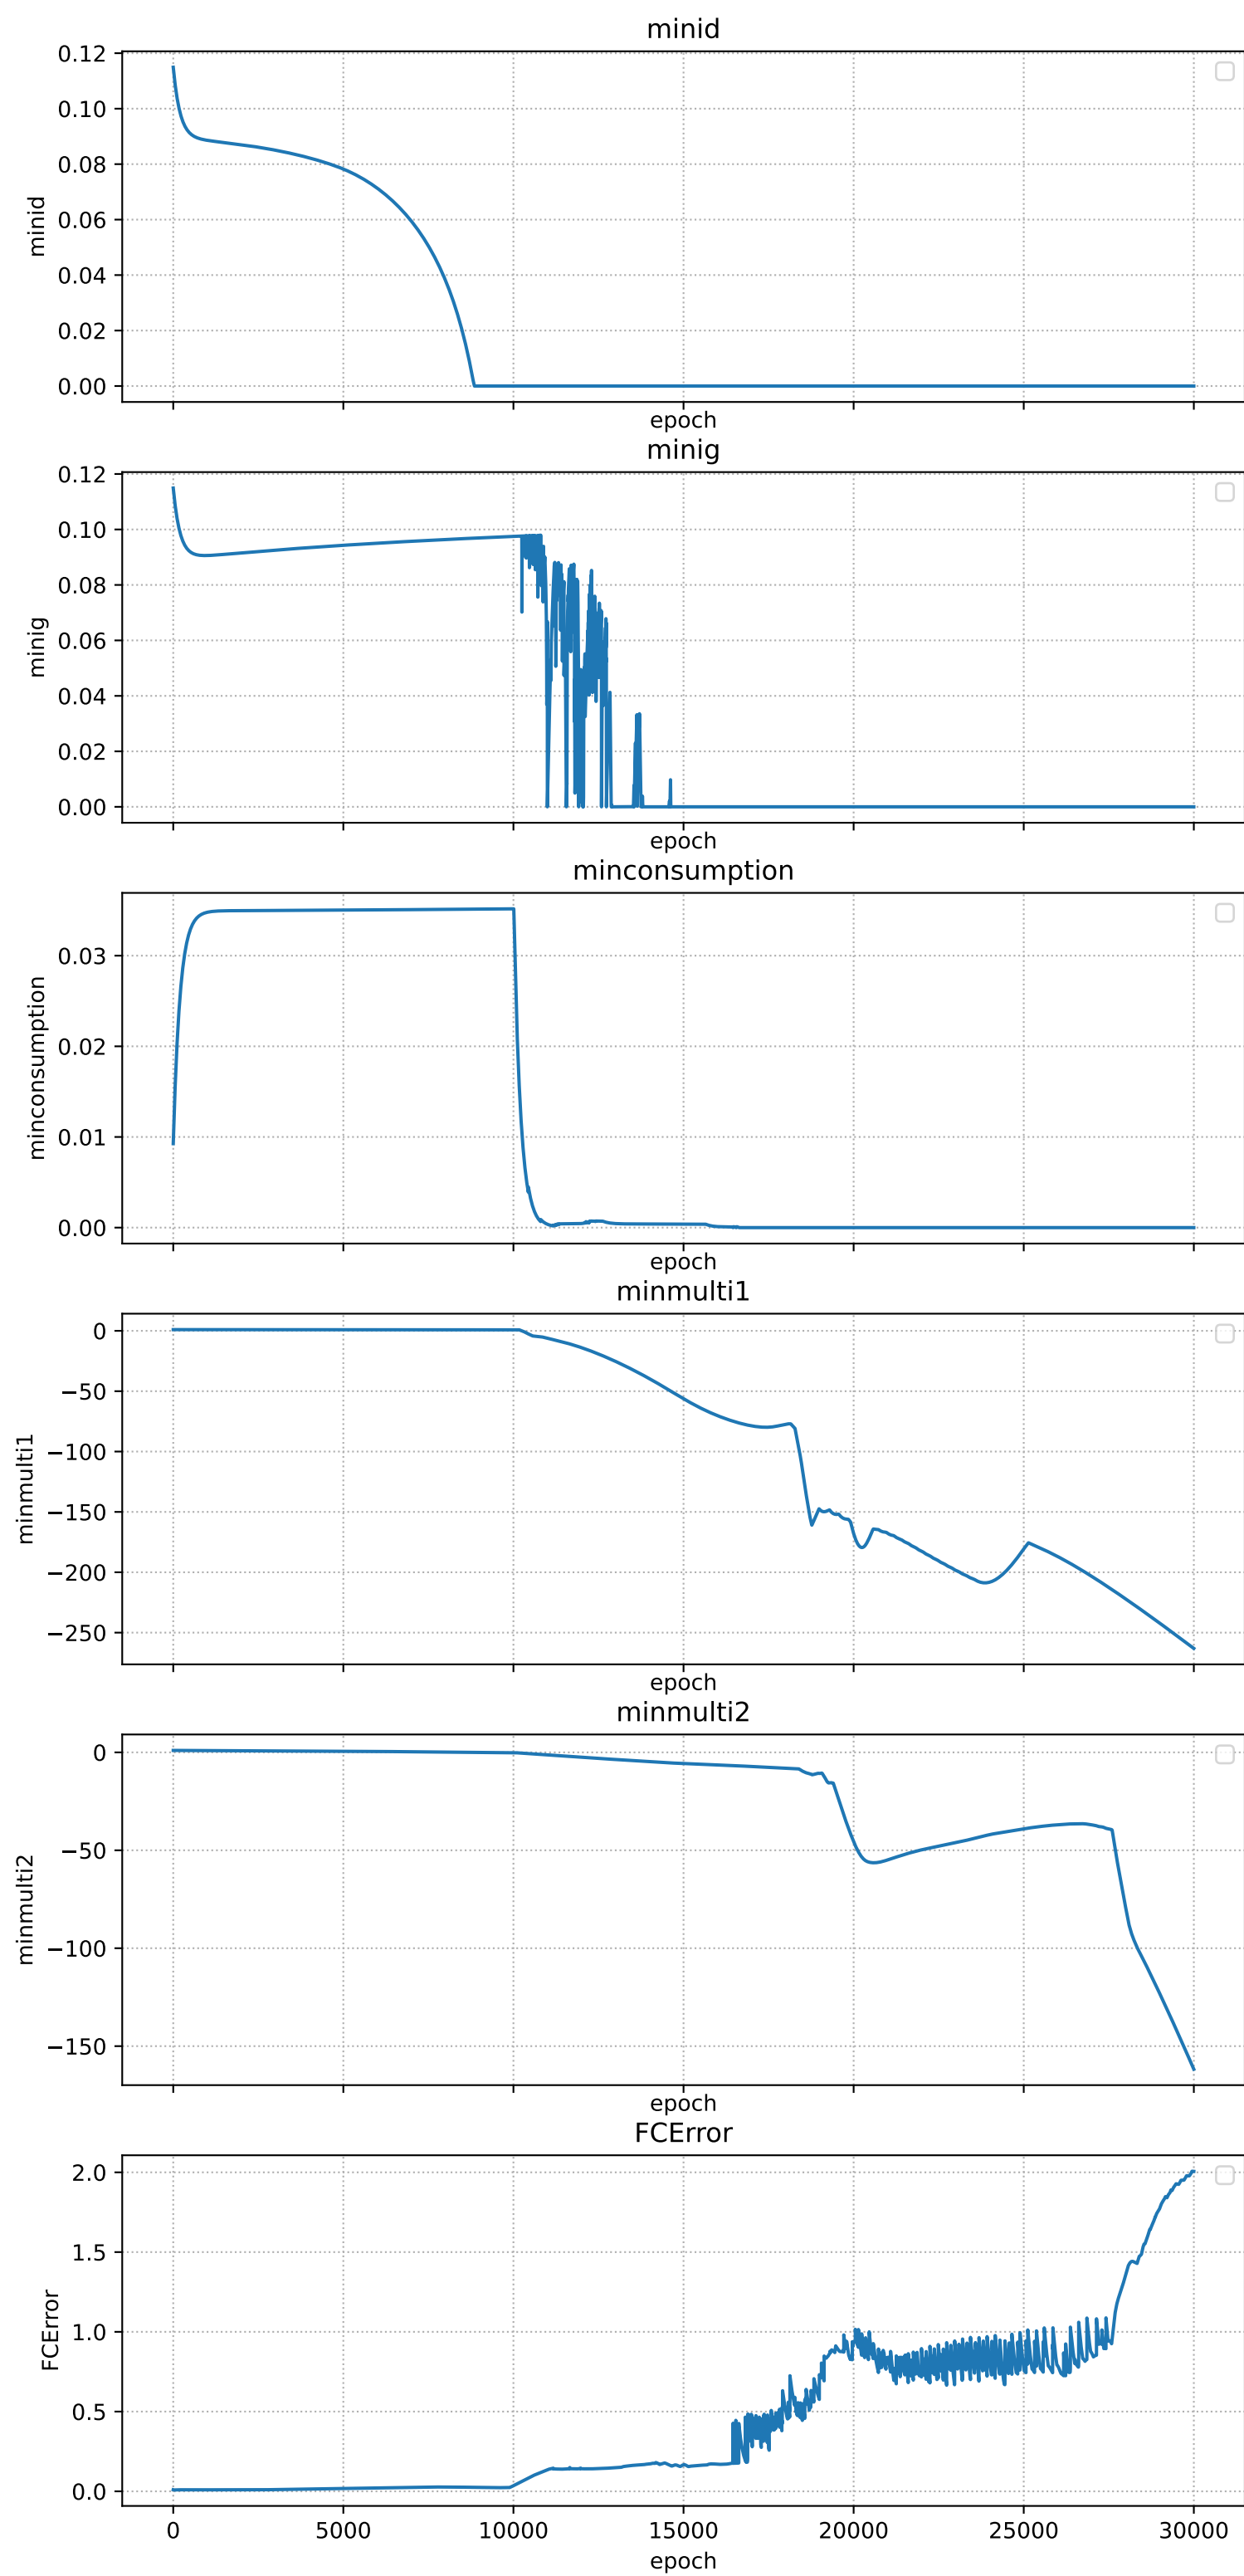 minid
0.12
0.10
0.08
0.06
0.04
0.02
0.00
minid
epoch
minig
0.12
0.10
0.08
0.06
0.04
0.02
0.00
minig
epoch
minconsumption
0.03
0.02
0.01
0.00
minconsumption
epoch
minmulti1
0
−50
−100
−150
−200
−250
minmulti1
epoch
minmulti2
0
−50
−100
−150
minmulti2
epoch
FCError
2.0
1.5
1.0
0.5
0.0
FCError
0 5000 10000 15000 20000 25000 30000
epoch